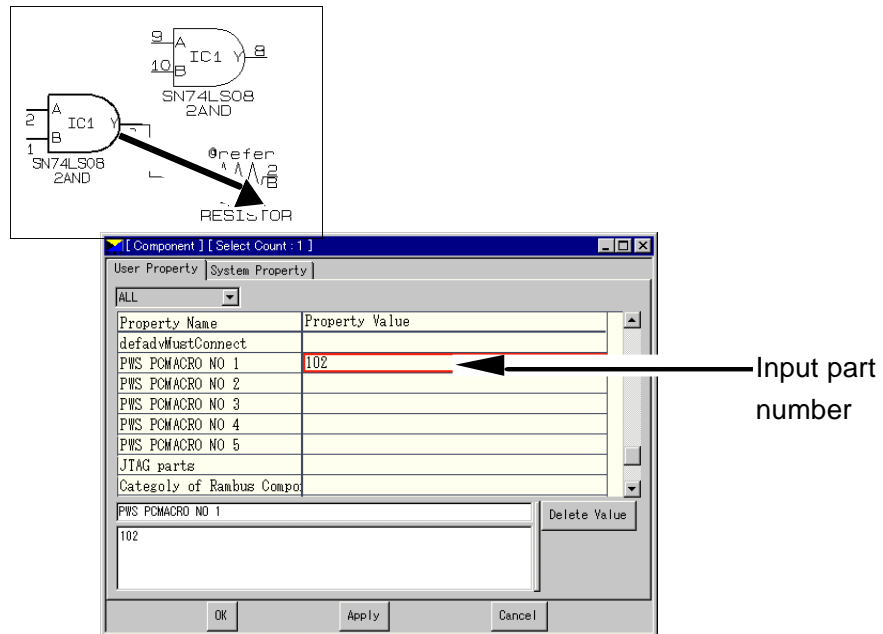 9
A
IC1
Y
8
10
B
SN74LS08
2AND
2
A
IC1
Y
B
1
SN74LS08
2AND
@refer
2
B
RESISTOR
[ Component ] [ Select Count : 1 ]
User Property
System Property
ALL
Property Name
Property Value
defadvMustConnect
PWS PCMACRO NO 1
102
PWS PCMACRO NO 2
PWS PCMACRO NO 3
PWS PCMACRO NO 4
PWS PCMACRO NO 5
JTAG parts
Categoly of Rambus Compo
PWS PCMACRO NO 1
Delete Value
102
OK
Apply
Cancel
Input part
number